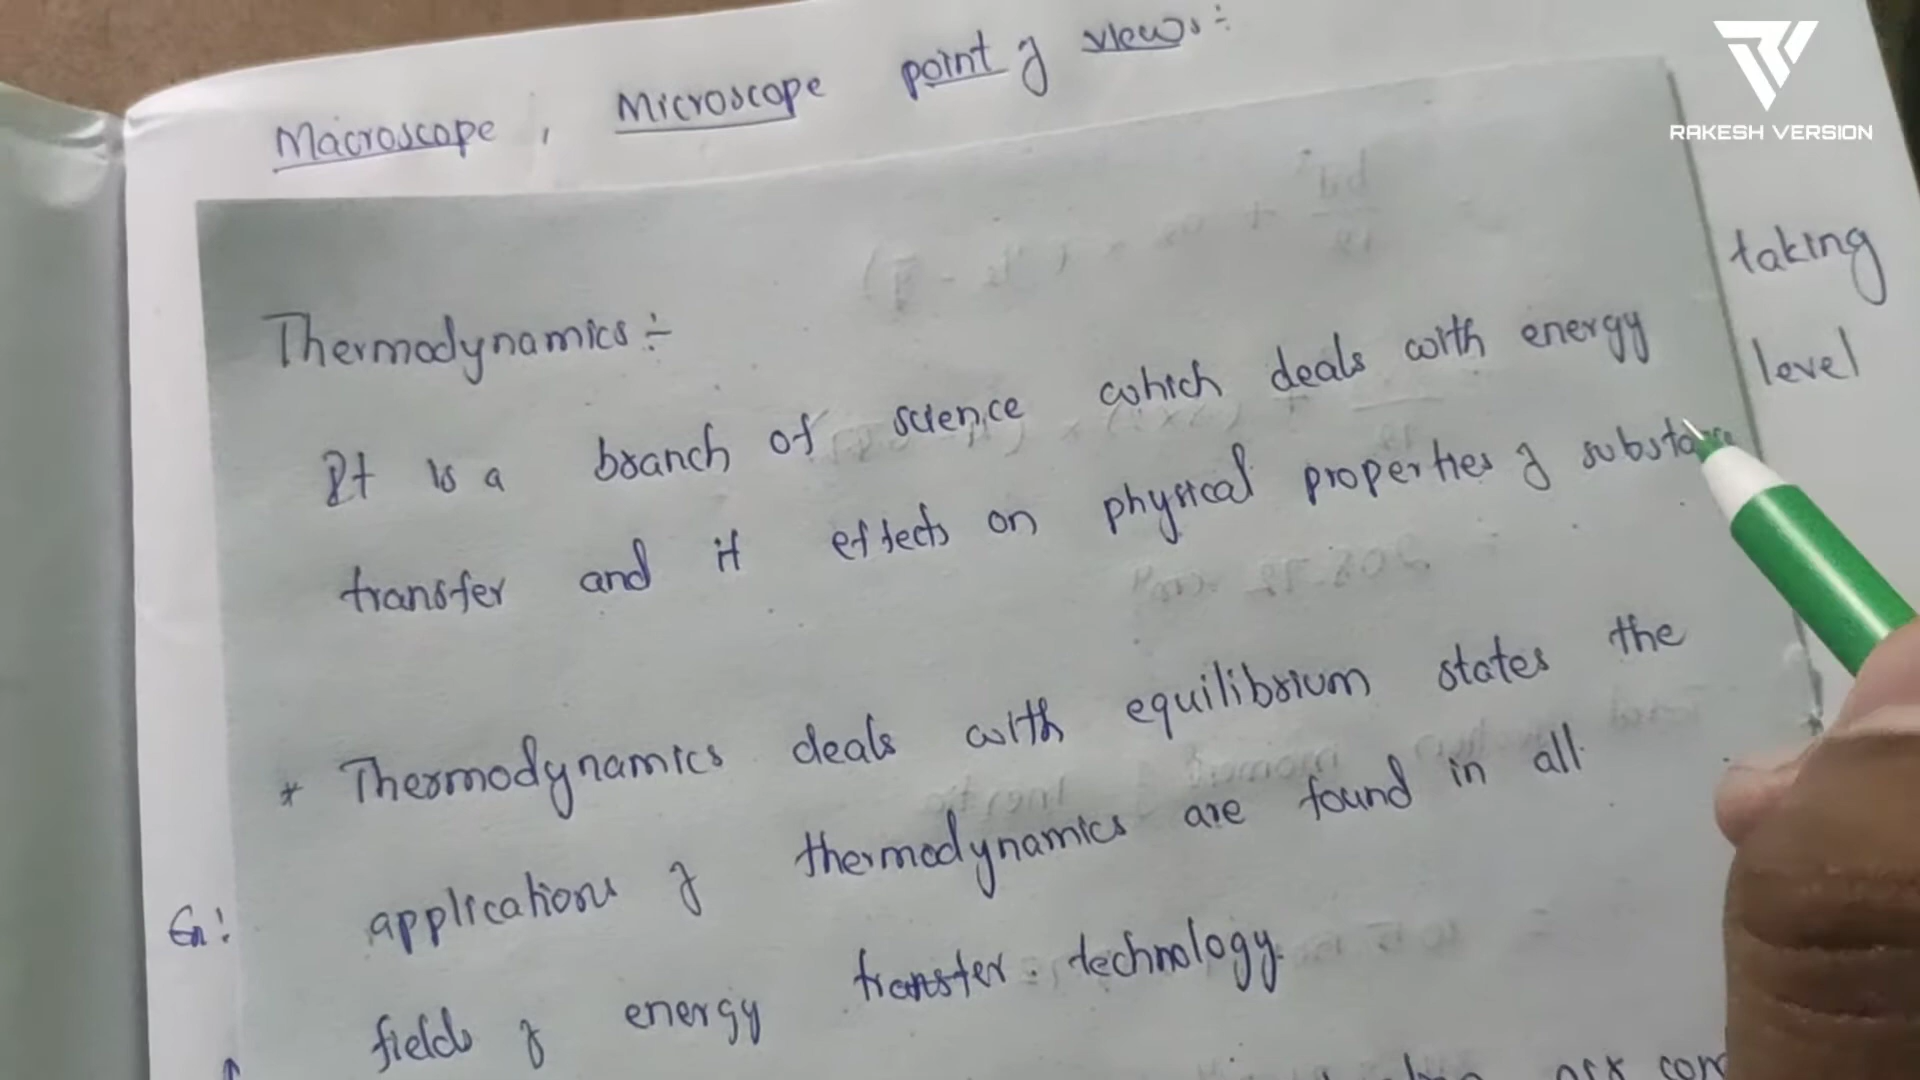 Macroscope, Microscope point of views:-
RAKESH VERSION
taking
Thermodynamics:-
level
It is a branch of science which deals with energy
transfer and it effects on physical properties of substance
* Thermodynamics deals with equilibrium states the
applications of thermodynamics are found in all
Ex:
fields of energy transfer technology.